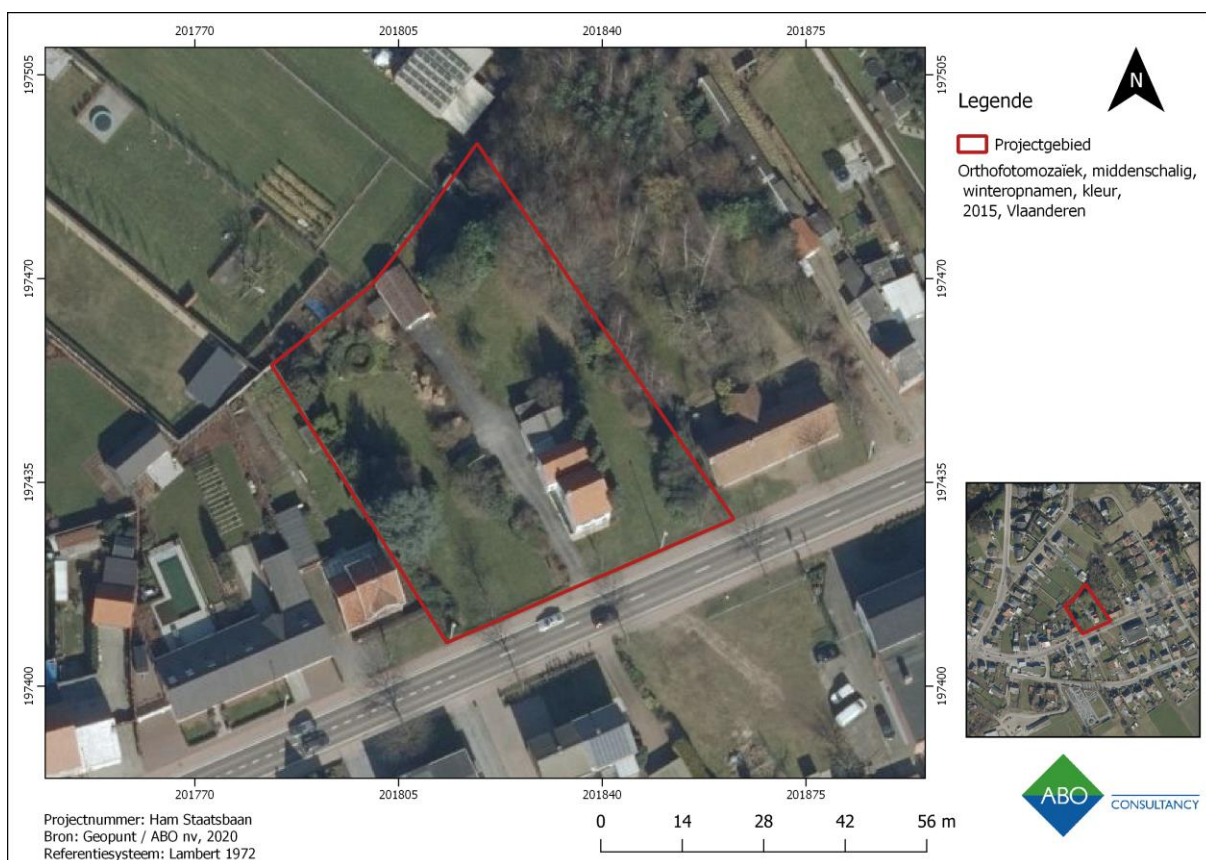 201770 201805 201840 201875
197505 197505
197470 197470
197435 197435
197400 197400
201770 201805 201840 201875
N
Legende
Projectgebied
Orthofotomozaïek, middenschalig,
winteropnamen, kleur,
2015, Vlaanderen
ABO CONSULTANCY
Projectnummer: Ham Staatsbaan
Bron: Geopunt / ABO nv, 2020
Referentiesysteem: Lambert 1972
0 14 28 42 56 m